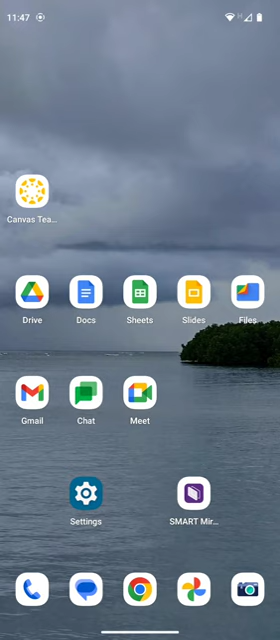 11:47
H
Canvas Tea...
Drive
Docs
Sheets
Slides
Files
Gmail
Chat
Meet
Settings
SMART Mir...